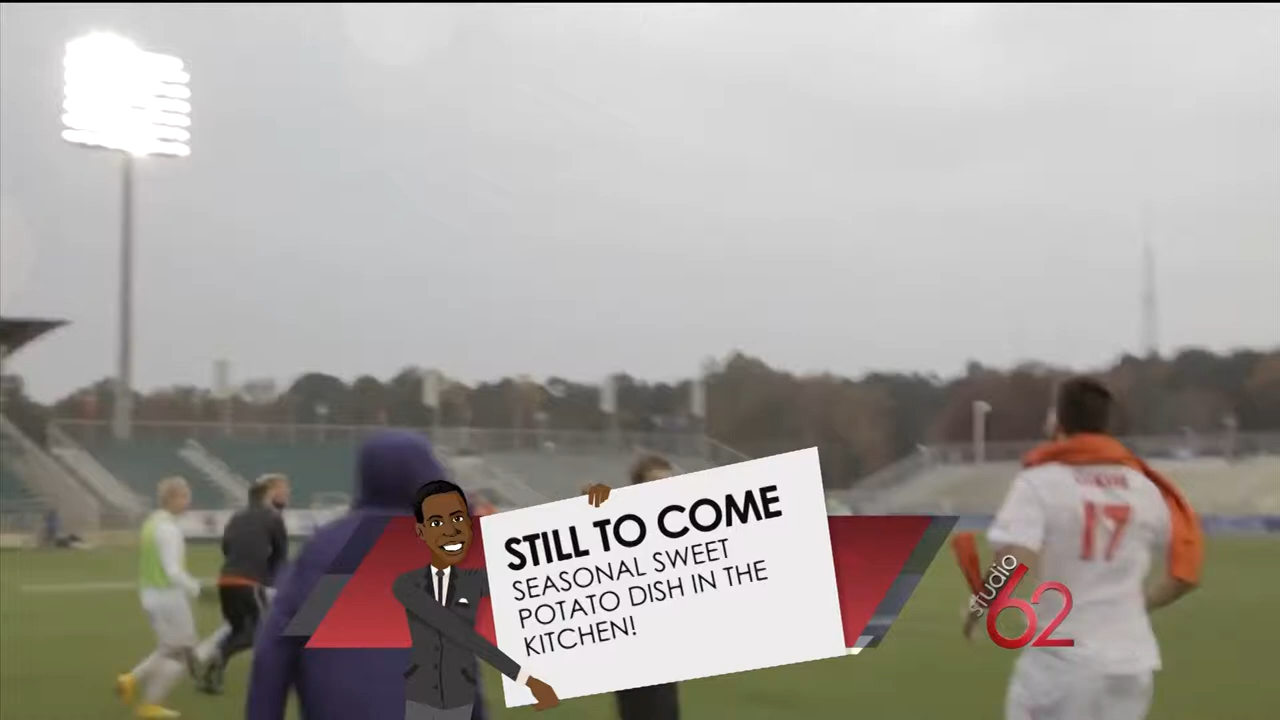 STILL TO COME
SEASONAL SWEET
POTATO DISH IN THE
KITCHEN!
17
studio
62